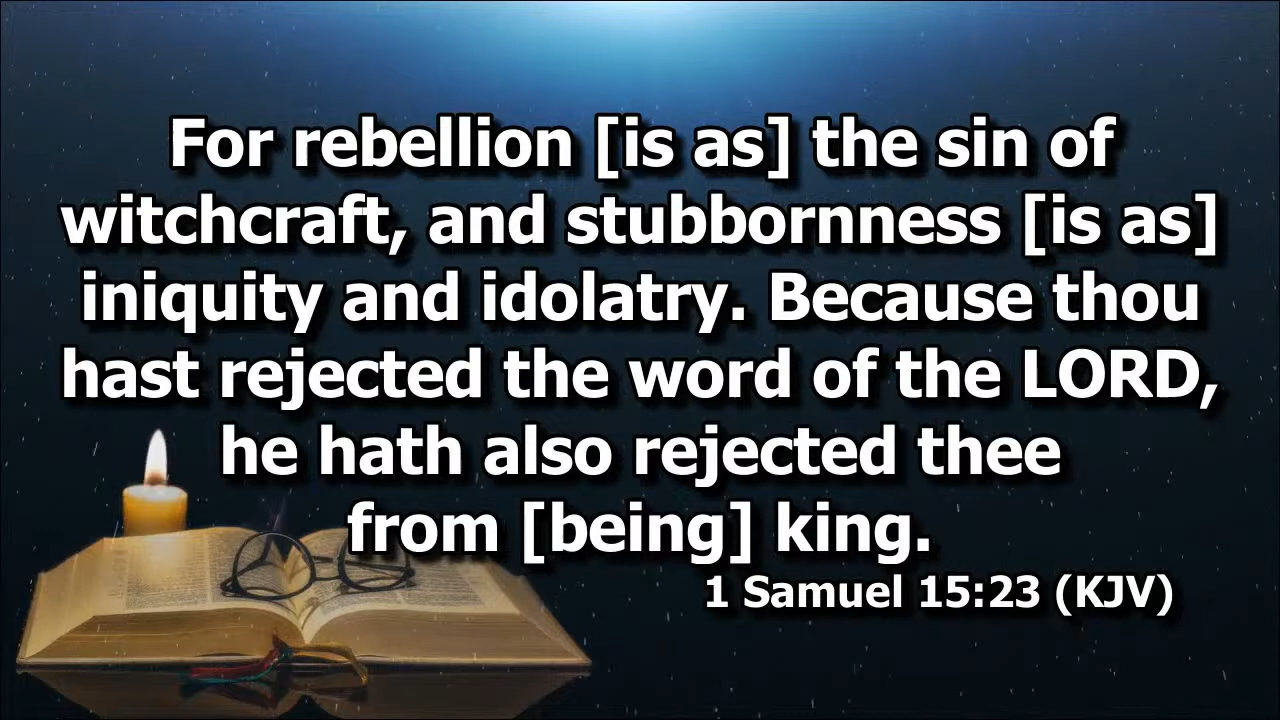 For rebellion [is as] the sin of
witchcraft, and stubbornness [is as]
iniquity and idolatry. Because thou
hast rejected the word of the LORD,
he hath also rejected thee
from [being] king.
1 Samuel 15:23 (KJV)